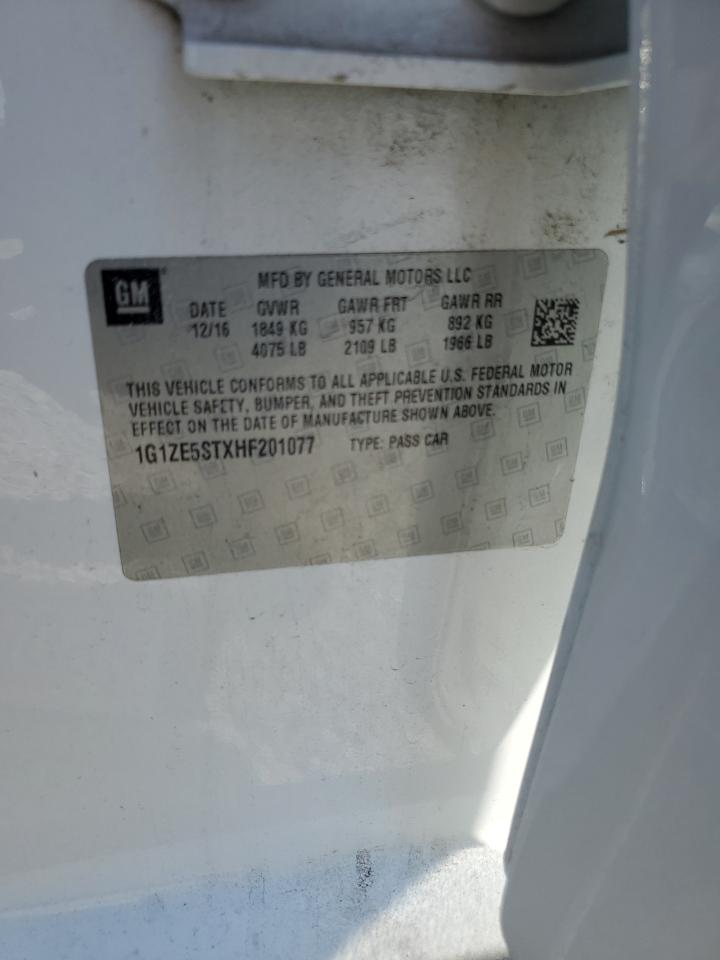 GM MFD BY GENERAL MOTORS LLC
DATE GVWR GAWR FRT GAWR RR
12/16 1849 KG 957 KG 892 KG
4075 LB 2109 LB 1966 LB
THIS VEHICLE CONFORMS TO ALL APPLICABLE U.S. FEDERAL MOTOR
VEHICLE SAFETY, BUMPER, AND THEFT PREVENTION STANDARDS IN
EFFECT ON THE DATE OF MANUFACTURE SHOWN ABOVE.
1G1ZE5STXHF201077 TYPE: PASS CAR